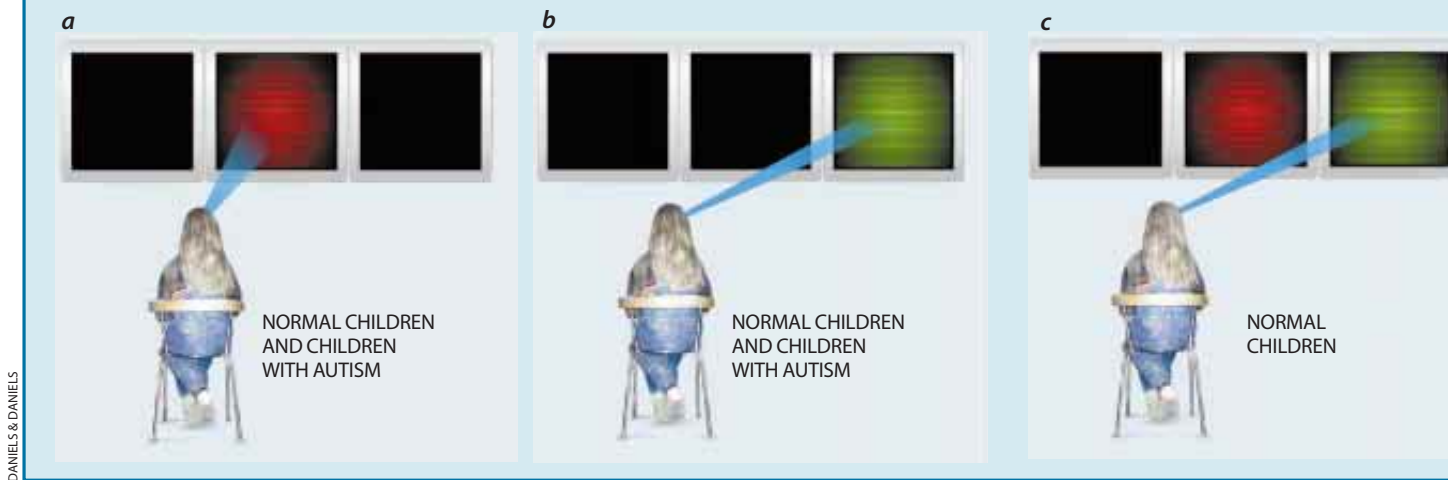 a
b
c
NORMAL CHILDREN
AND CHILDREN
WITH AUTISM
NORMAL CHILDREN
AND CHILDREN
WITH AUTISM
NORMAL
CHILDREN
DANIELS & DANIELS